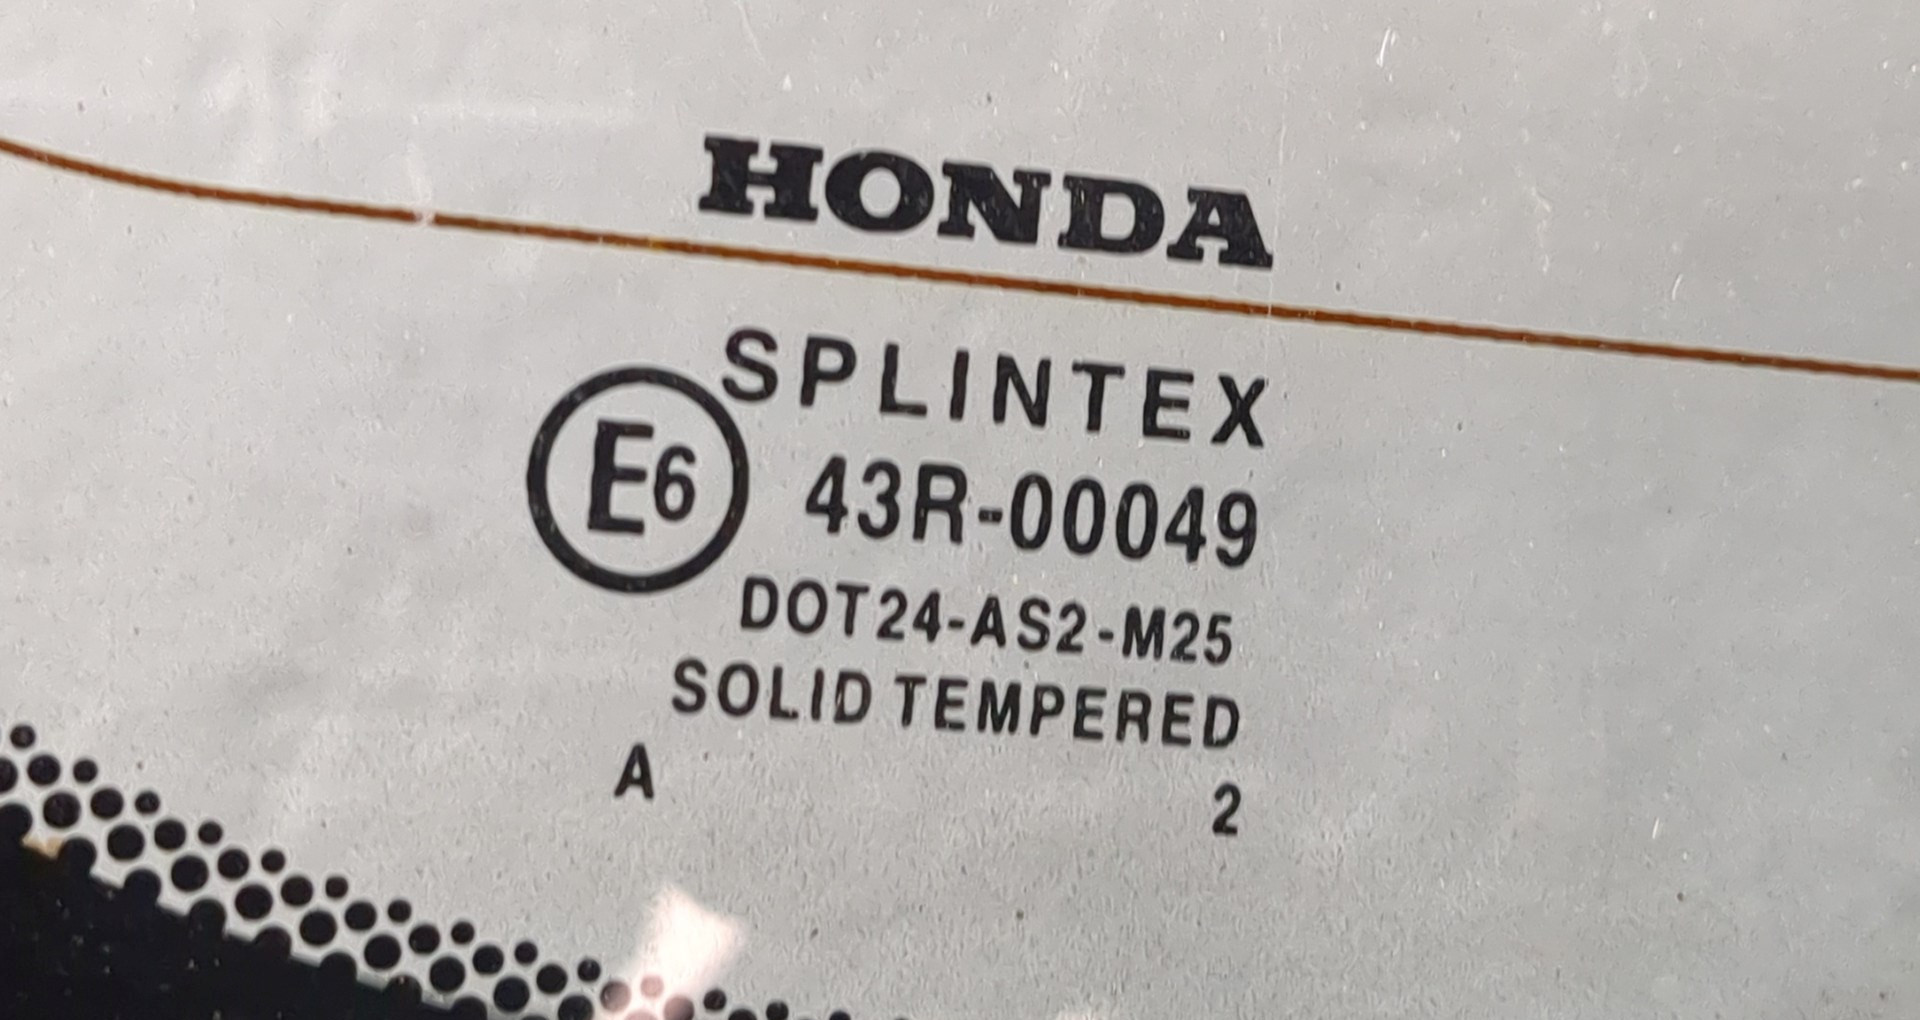 HONDA
SPLINTEX
E6 43R-00049
DOT24-AS2-M25
SOLID TEMPERED
A 2